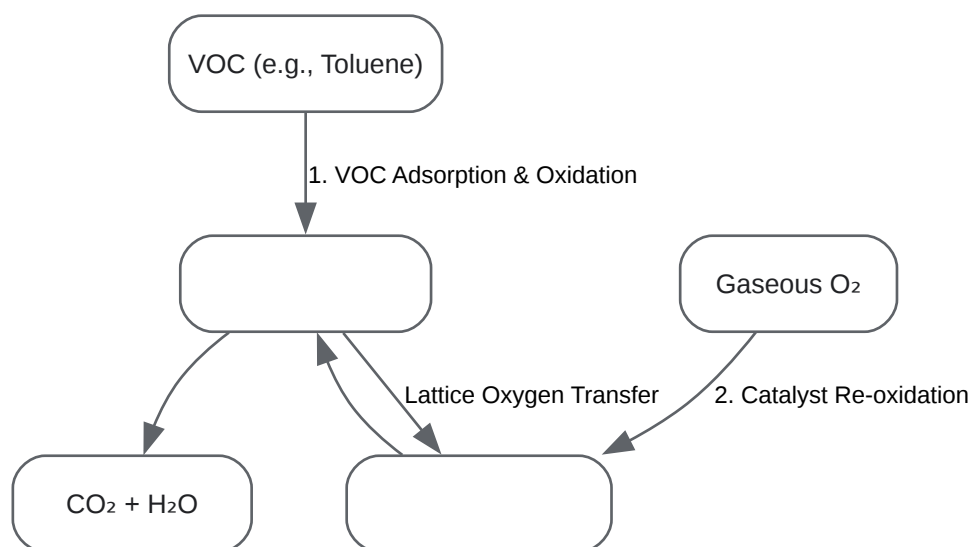 VOC (e.g., Toluene)
1. VOC Adsorption & Oxidation
Gaseous O₂
Lattice Oxygen Transfer
2. Catalyst Re-oxidation
CO₂ + H₂O